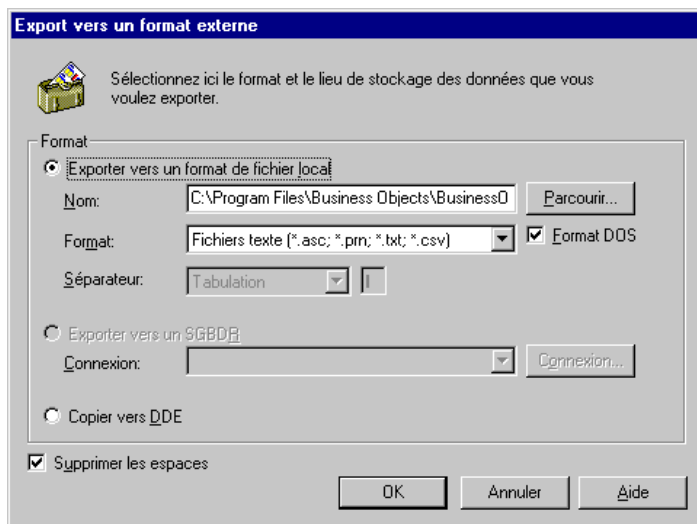 Export vers un format externe
Sélectionnez ici le format et le lieu de stockage des données que vous
voulez exporter.
Format
Exporter vers un format de fichier local
Nom: C:\Program Files\Business Objects\BusinessO Parcourir...
Format: Fichiers texte (*.asc; *.prn; *.txt; *.csv) Format DOS
Séparateur: Tabulation
Exporter vers un SGBDR
Connexion: Connexion...
Copier vers DDE
Supprimer les espaces
OK Annuler Aide